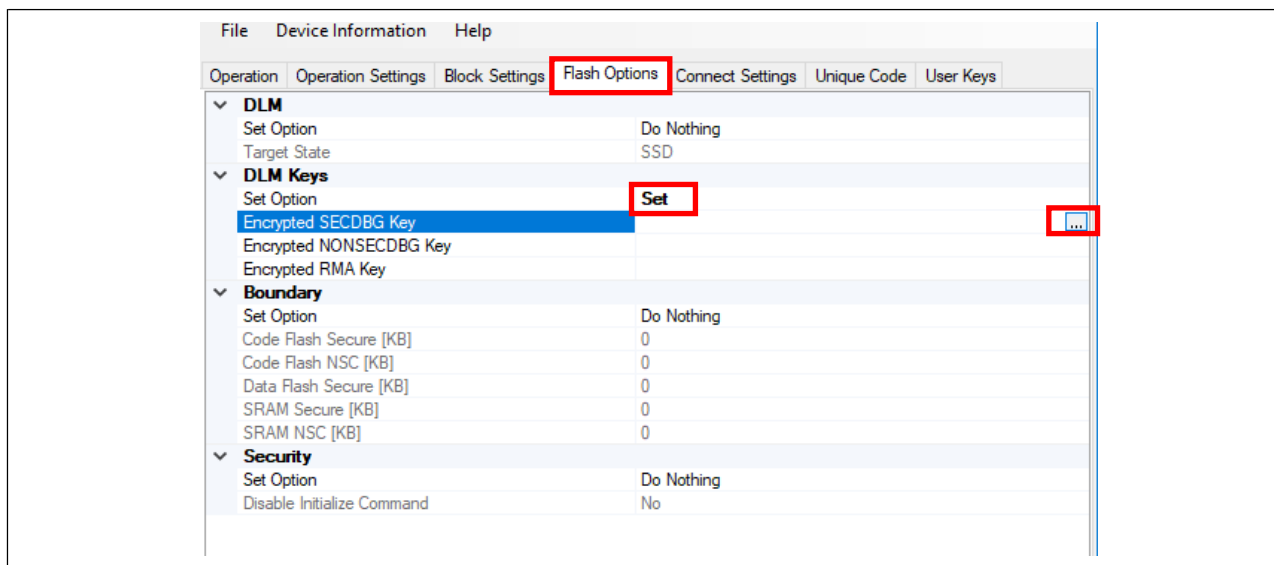 File Device Information Help
Operation Operation Settings Block Settings Flash Options Connect Settings Unique Code User Keys
DLM
Set Option Do Nothing
Target State SSD
DLM Keys
Set Option Set
Encrypted SECDBG Key ...
Encrypted NONSECDBG Key
Encrypted RMA Key
Boundary
Set Option Do Nothing
Code Flash Secure [KB] 0
Code Flash NSC [KB] 0
Data Flash Secure [KB] 0
SRAM Secure [KB] 0
SRAM NSC [KB] 0
Security
Set Option Do Nothing
Disable Initialize Command No